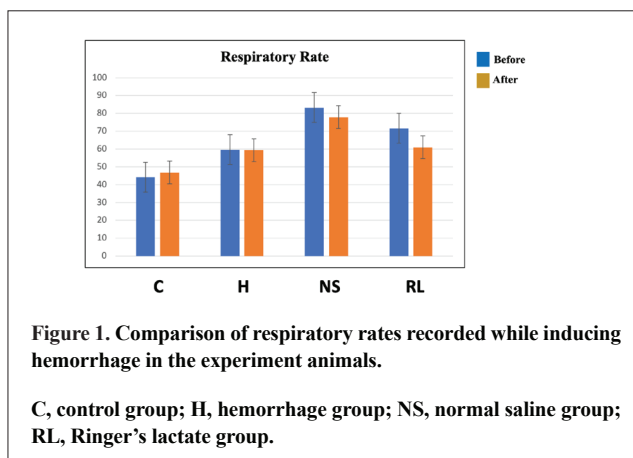 Respiratory Rate
Before
After
100
90
80
70
60
50
40
30
20
10
0
C H NS RL
Figure 1. Comparison of respiratory rates recorded while inducing
hemorrhage in the experiment animals.
C, control group; H, hemorrhage group; NS, normal saline group;
RL, Ringer’s lactate group.